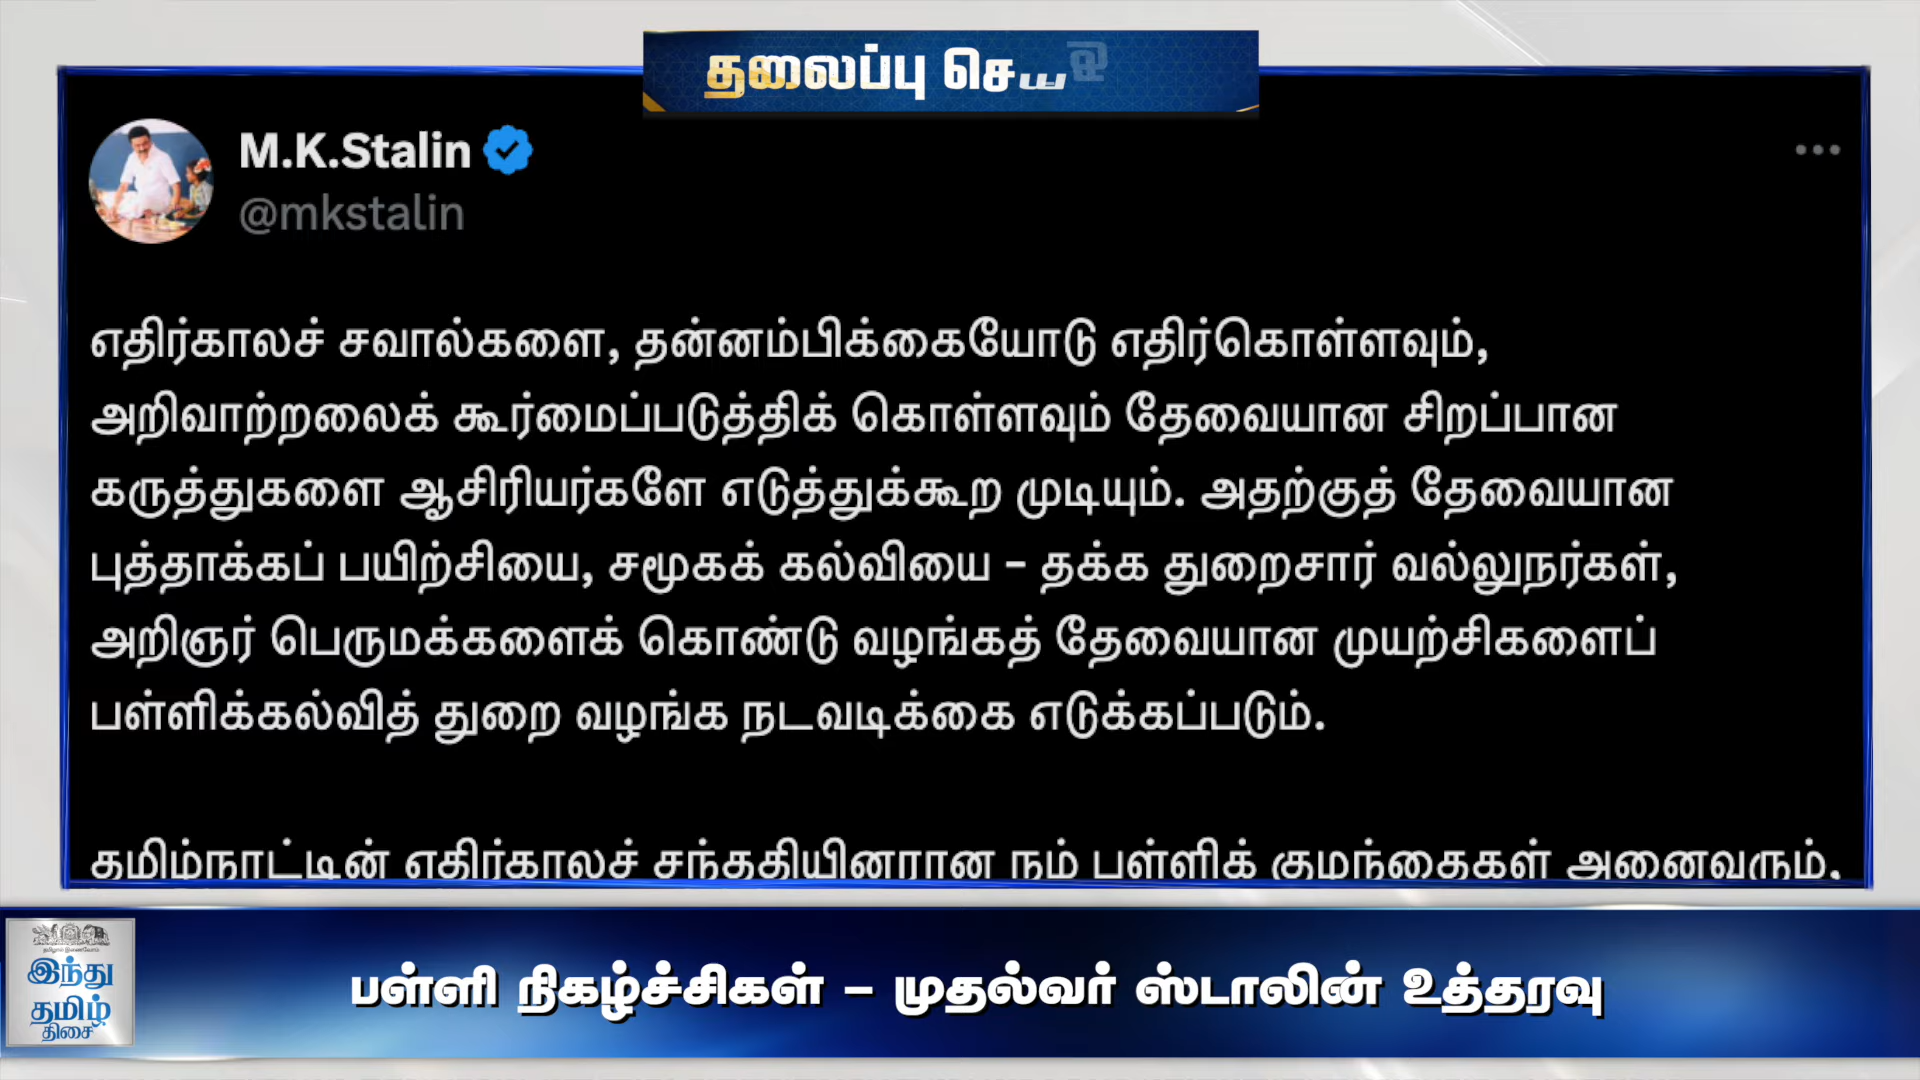 தலைப்பு செ
M.K.Stalin
@mkstalin
எதிர்காலச் சவால்களை, தன்னம்பிக்கையோடு எதிர்கொள்ளவும்,
அறிவாற்றலைக் கூர்மைப்படுத்திக் கொள்ளவும் தேவையான சிறப்பான
கருத்துகளை ஆசிரியர்களே எடுத்துக்கூற முடியும். அதற்குத் தேவையான
புத்தாக்கப் பயிற்சியை, சமூகக் கல்வியை – தக்க துறைசார் வல்லுநர்கள்,
அறிஞர் பெருமக்களைக் கொண்டு வழங்கத் தேவையான முயற்சிகளைப்
பள்ளிக்கல்வித் துறை வழங்க நடவடிக்கை எடுக்கப்படும்.
தமிழ்நாட்டின் எதிர்காலச் சந்ததியினரான நம் பள்ளிக் குழந்தைகள் அனைவரும்,
இந்து
தமிழ்
திசை
பள்ளி நிகழ்ச்சிகள் – முதல்வர் ஸ்டாலின் உத்தரவு